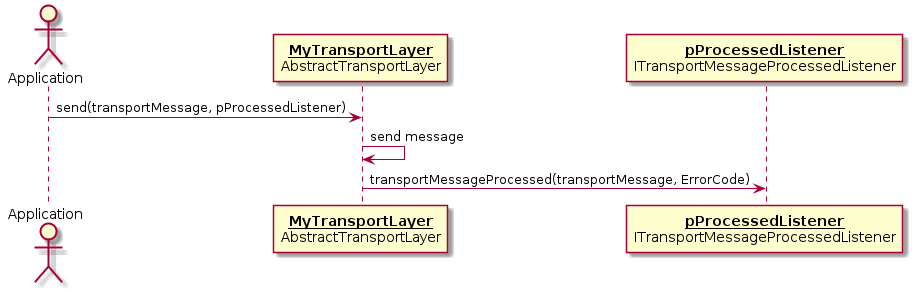 MyTransportLayer
AbstractTransportLayer
pProcessedListener
ITransportMessageProcessedListener
Application
send(transportMessage, pProcessedListener)
send message
transportMessageProcessed(transportMessage, ErrorCode)
Application
MyTransportLayer
AbstractTransportLayer
pProcessedListener
ITransportMessageProcessedListener